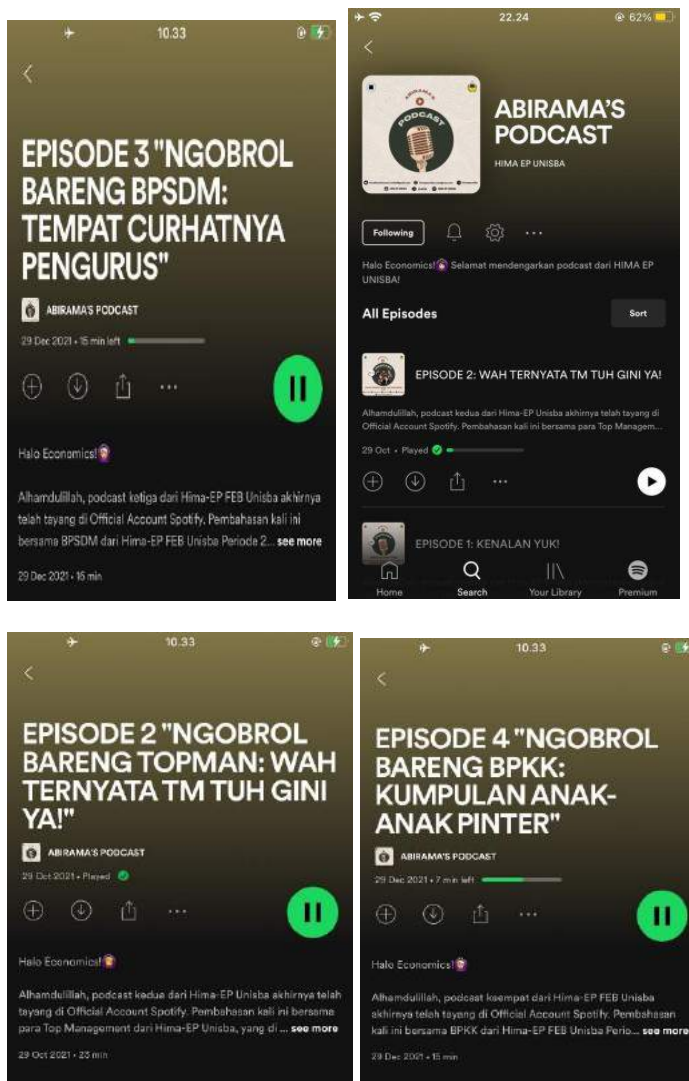 10.33
EPISODE 3 "NGOBROL
BARENG BPSDM:
TEMPAT CURHATNYA
PENGURUS"
ABIRAMA'S PODCAST
29 Dec 2021 • 15 min left
Halo Economics!
Alhamdulillah, podcast ketiga dari Hima-EP FEB Unisba akhirnya
telah tayang di Official Account Spotify. Pembahasan kali ini
bersama BPSDM dari Hima-EP FEB Unisba Periode 2... see more
29 Dec 2021 • 16 min
22.24
62%
ABIRAMA'S
PODCAST
ABIRAMA'S
PODCAST
HIMA EP UNISBA
Following
Halo Economics! Selamat mendengarkan podcast dari HIMA EP
UNISBA!
All Episodes
Sort
EPISODE 2: WAH TERNYATA TM TUH GINI YA!
Alhamdulillah, podcast kedua dari Hima-EP Unisba akhirnya telah tayang di
Official Account Spotify. Pembahasan kali ini bersama para Top Managem...
29 Oct • Played
EPISODE 1: KENALAN YUK!
Home
Search
Your Library
Premium
10.33
EPISODE 2 "NGOBROL
BARENG TOPMAN: WAH
TERNYATA TM TUH GINI
YA!"
ABIRAMA'S PODCAST
29 Oct 2021 • Played
Halo Economics!
Alhamdulillah, podcast kedua dari Hima-EP Unisba akhirnya telah
tayang di Official Account Spotify. Pembahasan kali ini bersama
para Top Management dari Hima-EP Unisba, yang di ... see more
29 Oct 2021 • 23 min
10.33
EPISODE 4 "NGOBROL
BARENG BPKK:
KUMPULAN ANAK-
ANAK PINTER"
ABIRAMA'S PODCAST
29 Dec 2021 • 7 min left
Halo Economics!
Alhamdulillah, podcast keempat dari Hima-EP FEB Unisba
akhirnya telah tayang di Official Account Spotify. Pembahasan
kali ini bersama BPKK dari Hima-EP FEB Unisba Perio... see more
29 Dec 2021 • 15 min